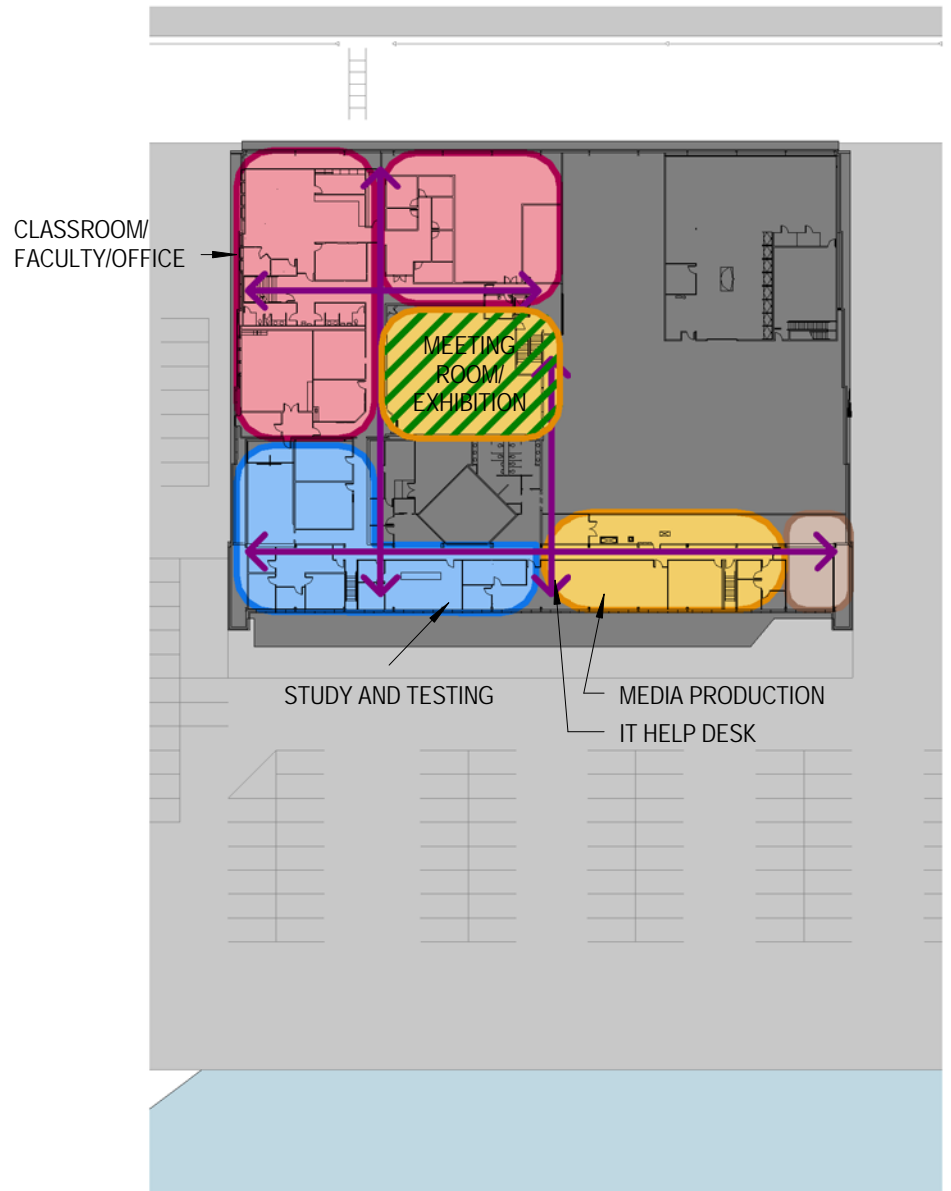 CLASSROOM/
FACULTY/OFFICE
MEETING
ROOM/
EXHIBITION
STUDY AND TESTING
MEDIA PRODUCTION
IT HELP DESK